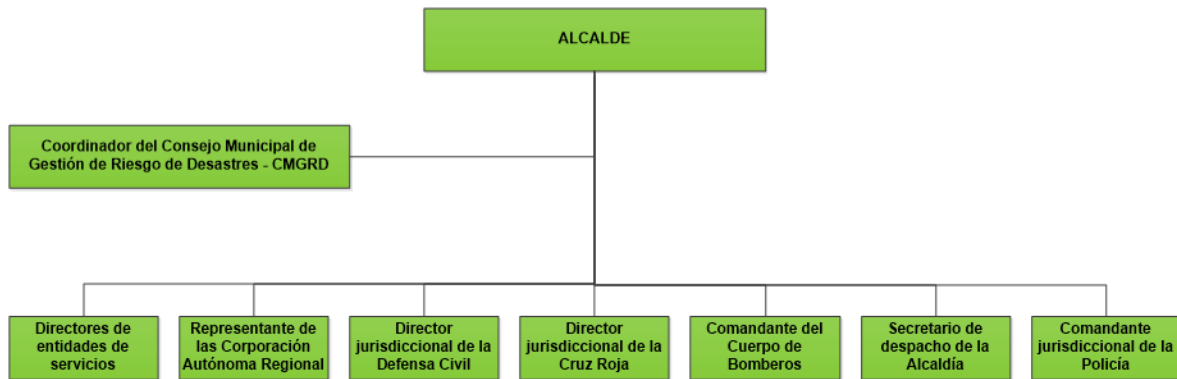 ALCALDE
Coordinador del Consejo Municipal de
Gestión de Riesgo de Desastres - CMGRD
Directores de
entidades de
servicios
Representante de
las Corporación
Autónoma Regional
Director
jurisdiccional de la
Defensa Civil
Director
jurisdiccional de la
Cruz Roja
Comandante del
Cuerpo de
Bomberos
Secretario de
despacho de la
Alcaldía
Comandante
jurisdiccional de la
Policía